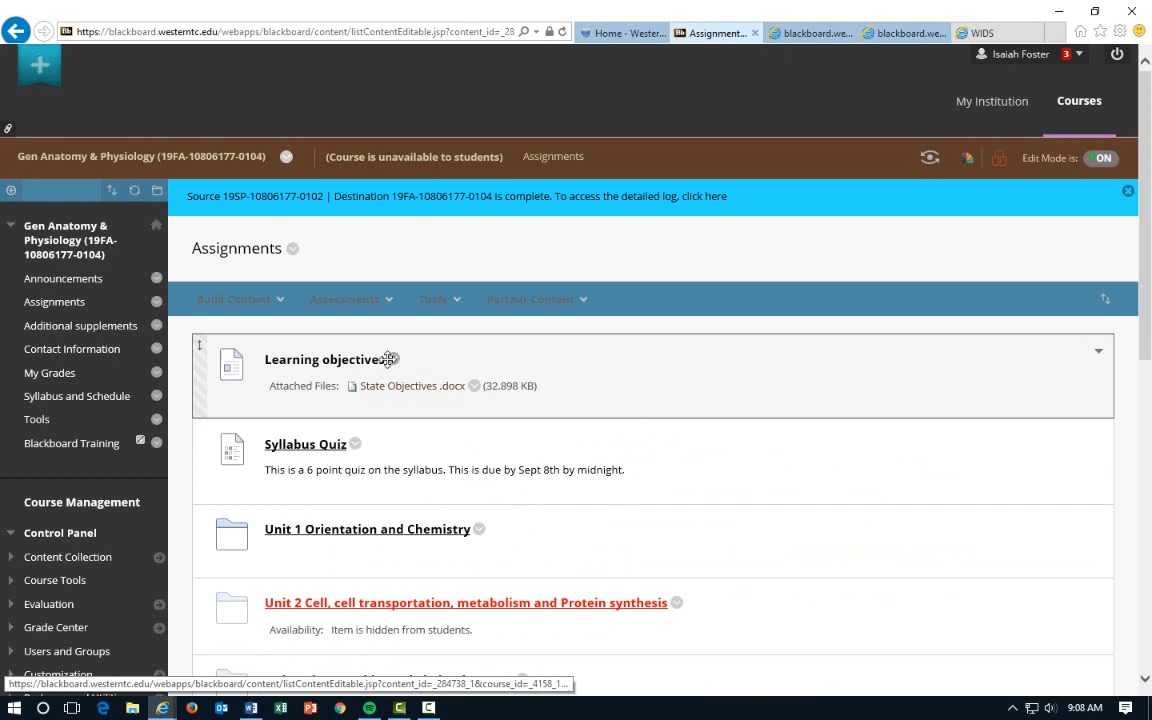 https://blackboard.westerntc.edu/webapps/blackboard/content/listContentEditable.jsp?content_id=_28
Home - Wester...
Bb Assignment...
blackboard.we...
blackboard.we...
WIDS
Isaiah Foster 3
My Institution
Courses
Gen Anatomy & Physiology (19FA-10806177-0104)
(Course is unavailable to students)
Assignments
Edit Mode is: ON
Source 19SP-10806177-0102 | Destination 19FA-10806177-0104 is complete. To access the detailed log, click here
Gen Anatomy &
Physiology (19FA-
10806177-0104)
Announcements
Assignments
Additional supplements
Contact Information
My Grades
Syllabus and Schedule
Tools
Blackboard Training
Course Management
Control Panel
Content Collection
Course Tools
Evaluation
Grade Center
Users and Groups
Customization
Assignments
Build Content
Assessments
Tools
Partner Content
Learning objectives
Attached Files: State Objectives .docx (32.898 KB)
Syllabus Quiz
This is a 6 point quiz on the syllabus. This is due by Sept 8th by midnight.
Unit 1 Orientation and Chemistry
Unit 2 Cell, cell transportation, metabolism and Protein synthesis
Availability: Item is hidden from students.
https://blackboard.westerntc.edu/webapps/blackboard/content/listContentEditable.jsp?content_id=_284738_1&course_id=_4158_1...
9:08 AM